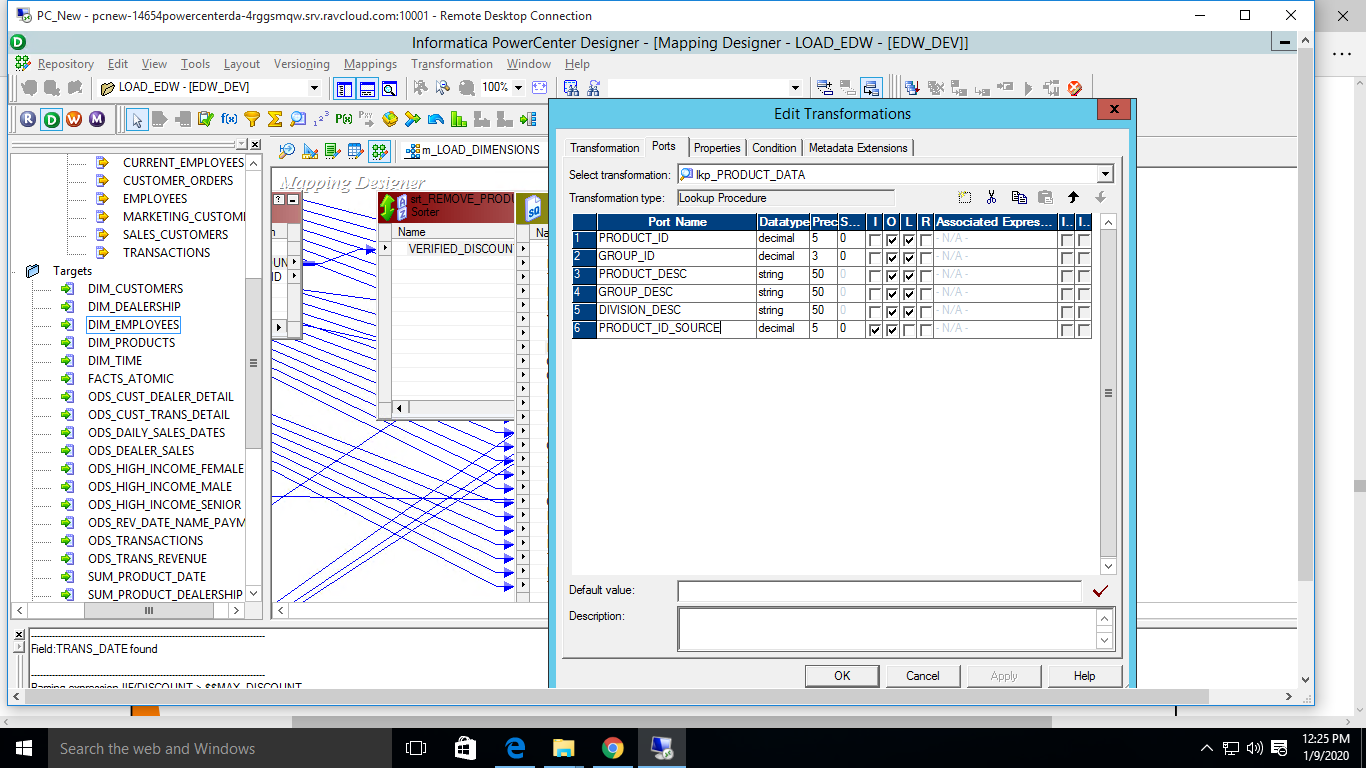 PC_New - pcnew-14654powercenterda-4rggsmqw.srv.ravcloud.com:10001 - Remote Desktop Connection
Informatica PowerCenter Designer - [Mapping Designer - LOAD_EDW - [EDW_DEV]]
Repository Edit View Tools Layout Versioning Mappings Transformation Window Help
LOAD_EDW - [EDW_DEV] 100%
R D W M f(x) P(x)
m_LOAD_DIMENSIONS
CURRENT_EMPLOYEES
CUSTOMER_ORDERS
EMPLOYEES
MARKETING_CUSTOM
SALES_CUSTOMERS
TRANSACTIONS
Targets
DIM_CUSTOMERS
DIM_DEALERSHIP
DIM_EMPLOYEES
DIM_PRODUCTS
DIM_TIME
FACTS_ATOMIC
ODS_CUST_DEALER_DETAIL
ODS_CUST_TRANS_DETAIL
ODS_DAILY_SALES_DATES
ODS_DEALER_SALES
ODS_HIGH_INCOME_FEMALE
ODS_HIGH_INCOME_MALE
ODS_HIGH_INCOME_SENIOR
ODS_REV_DATE_NAME_PAYM
ODS_TRANSACTIONS
ODS_TRANS_REVENUE
SUM_PRODUCT_DATE
SUM_PRODUCT_DEALERSHIP
Mapping Designer
srt_REMOVE_PRODU
Sorter
Name
VERIFIED_DISCOUN
Edit Transformations
Transformation Ports Properties Condition Metadata Extensions
Select transformation: lkp_PRODUCT_DATA
Transformation type: Lookup Procedure
Port Name Datatype Prec S... I O L R Associated Expres... I... I...
1 PRODUCT_ID decimal 5 0 - N/A -
2 GROUP_ID decimal 3 0 - N/A -
3 PRODUCT_DESC string 50 0 - N/A -
4 GROUP_DESC string 50 0 - N/A -
5 DIVISION_DESC string 50 0 - N/A -
6 PRODUCT_ID_SOURCE decimal 5 0 - N/A -
Default value:
Description:
OK Cancel Apply Help
Field:TRANS_DATE found
Parsing expression IIF(DISCOUNT > $$MAX_DISCOUNT
Search the web and Windows
12:25 PM
1/9/2020